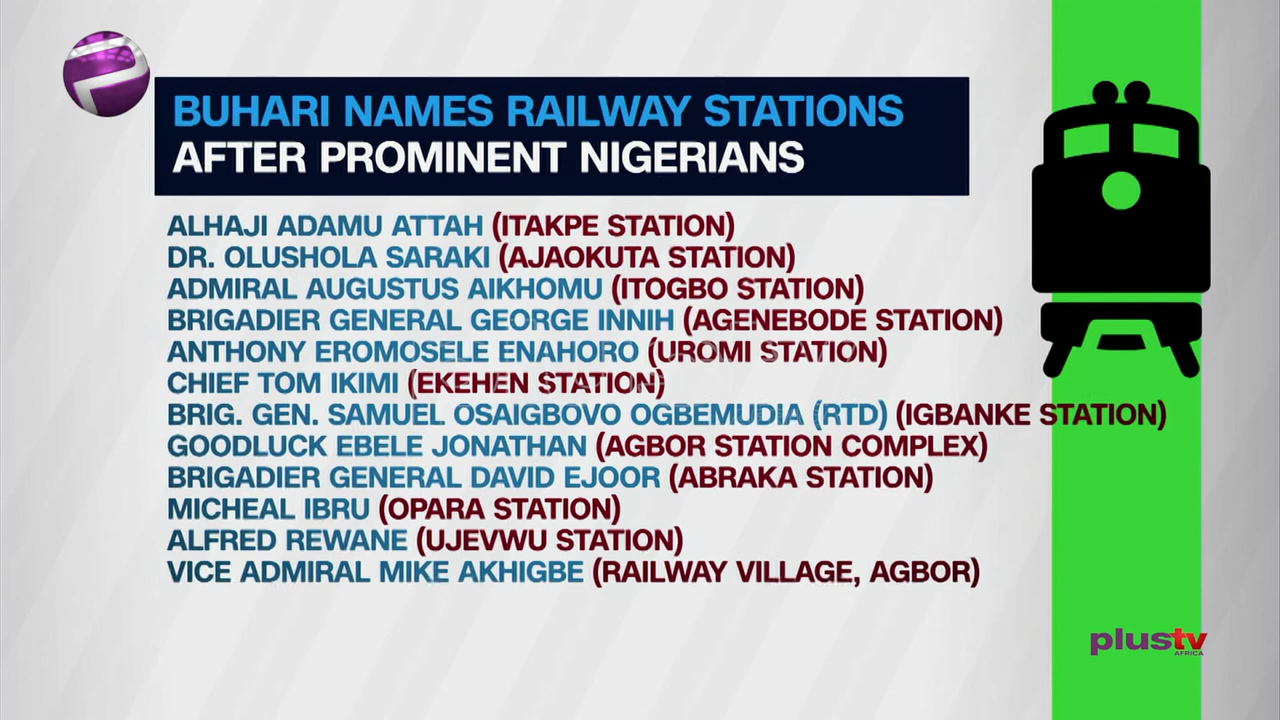 BUHARI NAMES RAILWAY STATIONS
AFTER PROMINENT NIGERIANS
ALHAJI ADAMU ATTAH (ITAKPE STATION)
DR. OLUSHOLA SARAKI (AJAOKUTA STATION)
ADMIRAL AUGUSTUS AIKHOMU (ITOGBO STATION)
BRIGADIER GENERAL GEORGE INNIH (AGENEBODE STATION)
ANTHONY EROMOSELE ENAHORO (UROMI STATION)
CHIEF TOM IKIMI (EKEHEN STATION)
BRIG. GEN. SAMUEL OSAIGBOVO OGBEMUDIA (RTD) (IGBANKE STATION)
GOODLUCK EBELE JONATHAN (AGBOR STATION COMPLEX)
BRIGADIER GENERAL DAVID EJOOR (ABRAKA STATION)
MICHEAL IBRU (OPARA STATION)
ALFRED REWANE (UJEVWU STATION)
VICE ADMIRAL MIKE AKHIGBE (RAILWAY VILLAGE, AGBOR)
plustv
AFRICA